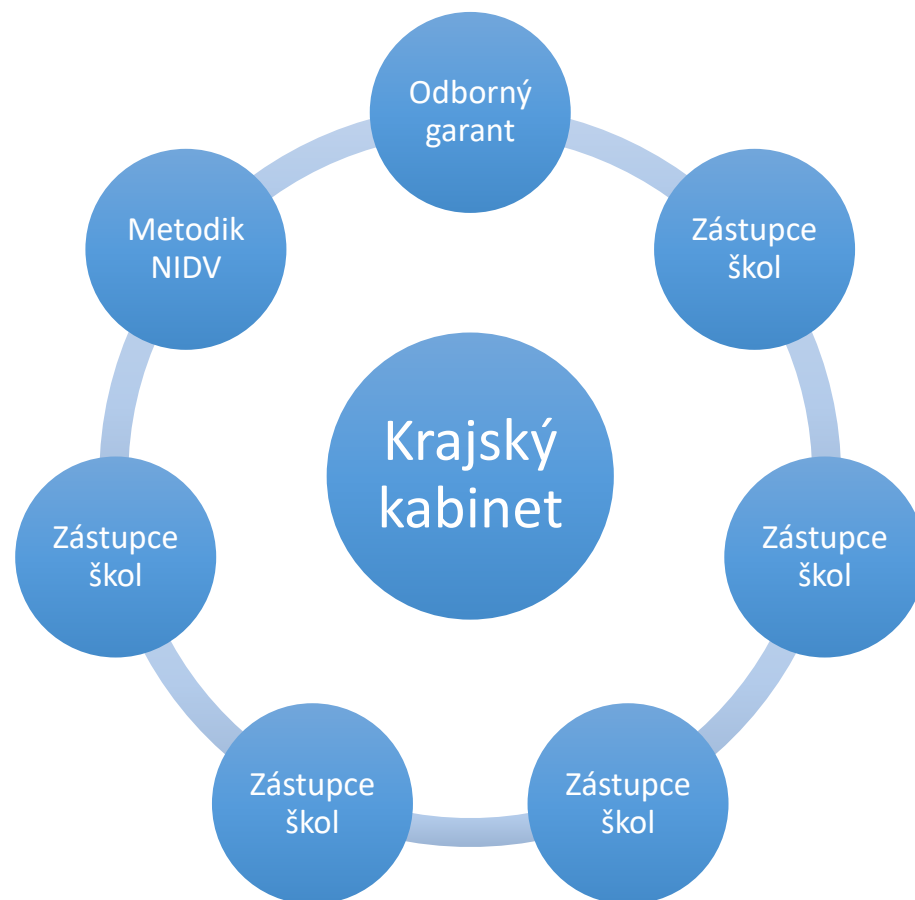 Odborný
garant
Zástupce
škol
Zástupce
škol
Zástupce
škol
Zástupce
škol
Zástupce
škol
Metodik
NIDV
Krajský
kabinet